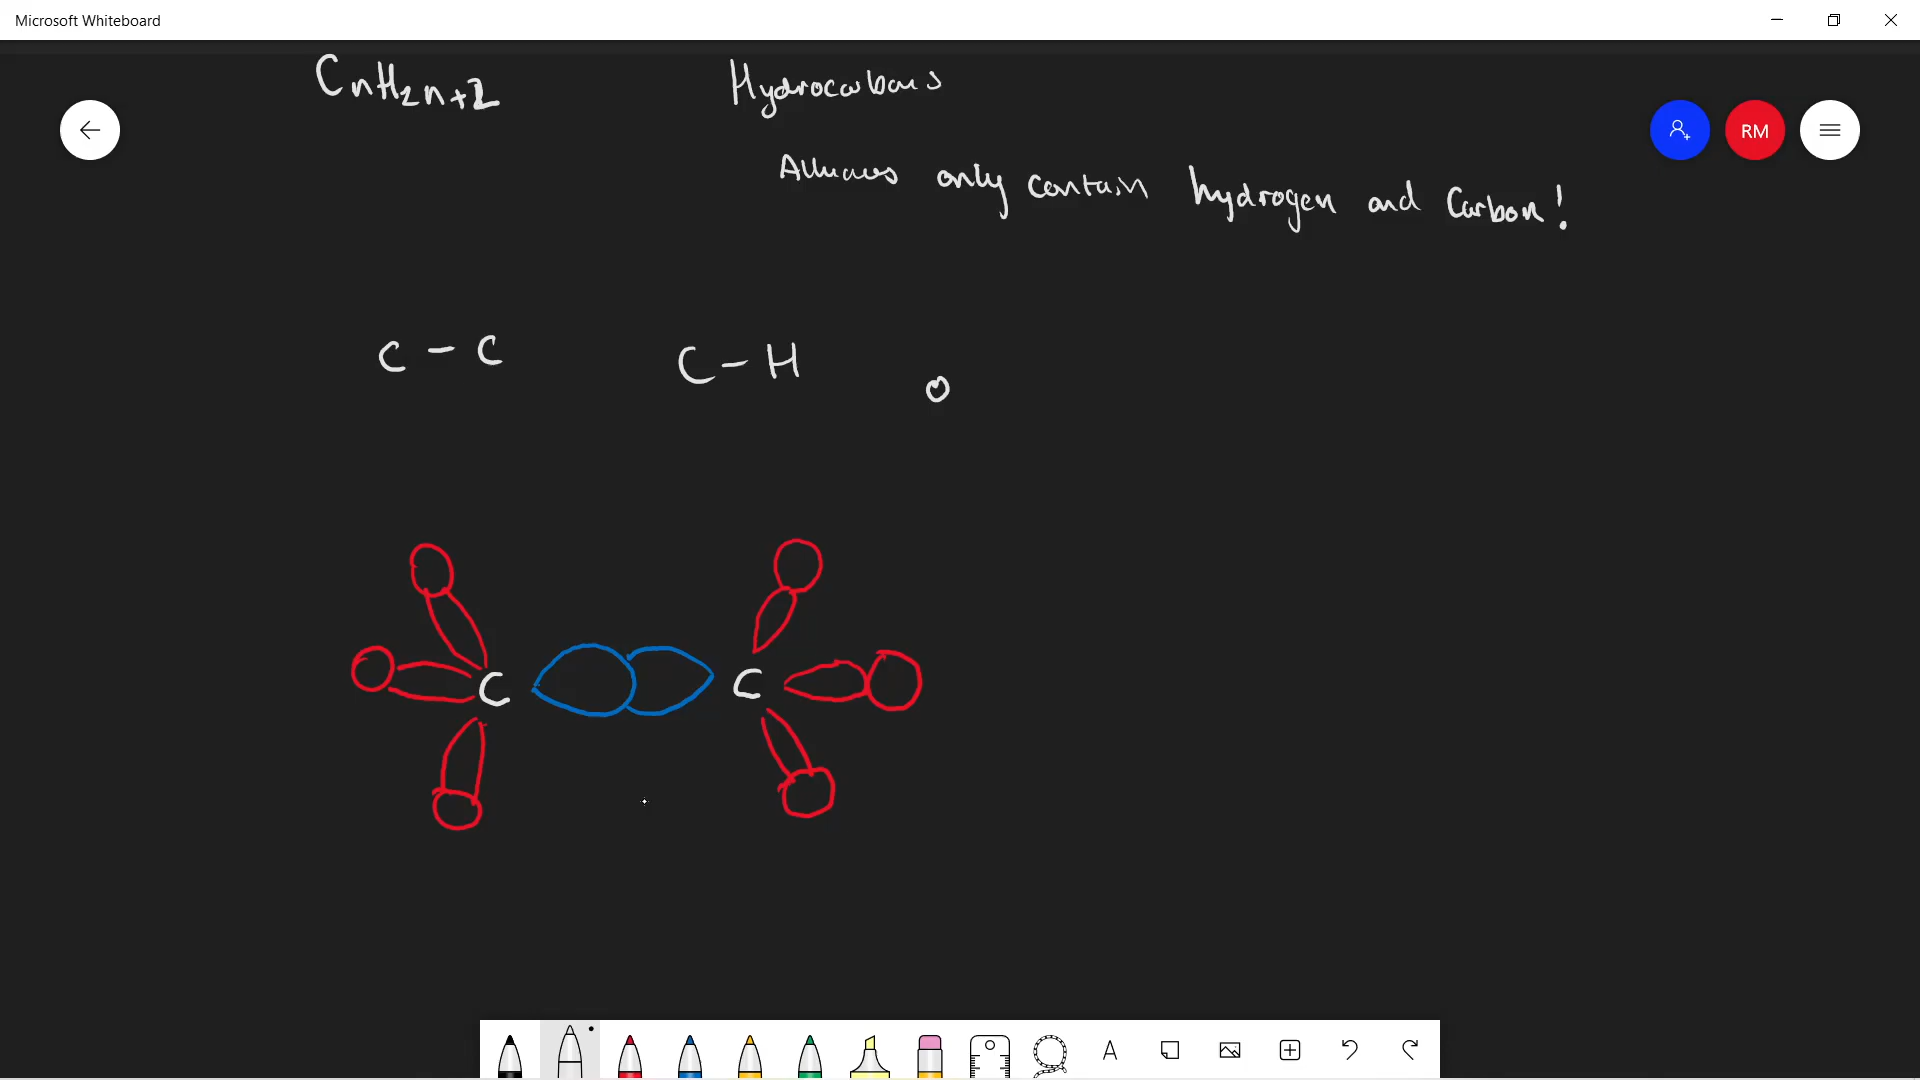 Microsoft Whiteboard
CnH2n+2
Hydrocarbons
RM
Alkanes only contain hydrogen and Carbon!
C - C
C - H
O
C
C
A